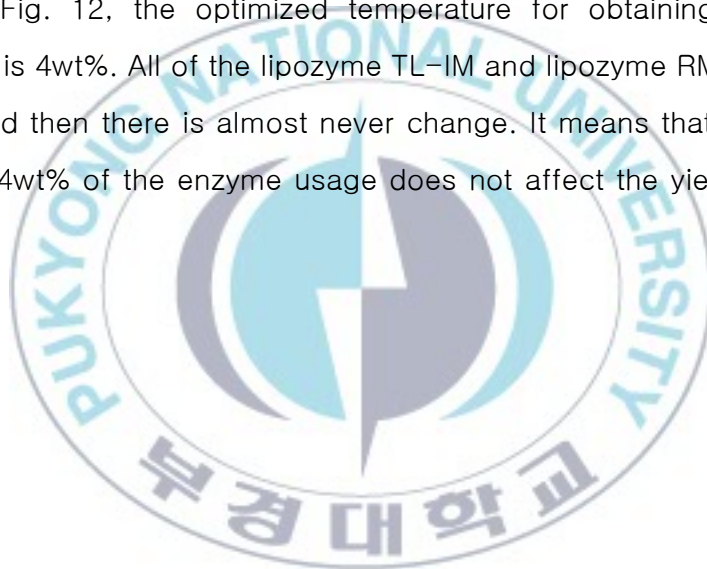 Fig. 12, the optimized temperature for obtaining
is 4wt%. All of the lipozyme TL-IM and lipozyme RM
d then there is almost never change. It means that
4wt% of the enzyme usage does not affect the yie
PUKYONG NATIONAL UNIVERSITY
부경대학교